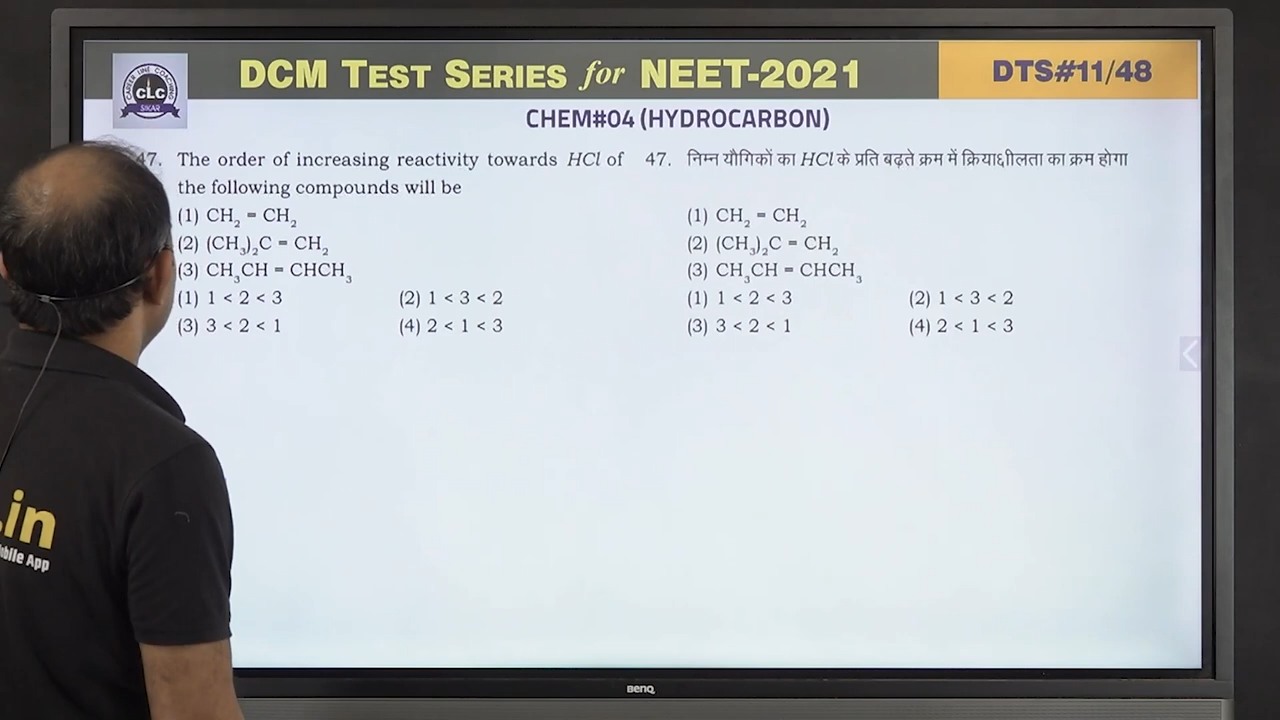 DCM TEST SERIES for NEET-2021
DTS#11/48
CAREER LINE COACHING
CLC
SIKAR
CHEM#04 (HYDROCARBON)
47. The order of increasing reactivity towards HCl of
the following compounds will be
(1) CH₂ = CH₂
(2) (CH₃)₂C = CH₂
(3) CH₃CH = CHCH₃
(1) 1 < 2 < 3 (2) 1 < 3 < 2
(3) 3 < 2 < 1 (4) 2 < 1 < 3
47. निम्न यौगिकों का HCl के प्रति बढ़ते क्रम में क्रियाशीलता का क्रम होगा
(1) CH₂ = CH₂
(2) (CH₃)₂C = CH₂
(3) CH₃CH = CHCH₃
(1) 1 < 2 < 3 (2) 1 < 3 < 2
(3) 3 < 2 < 1 (4) 2 < 1 < 3
.in
Mobile App
BenQ